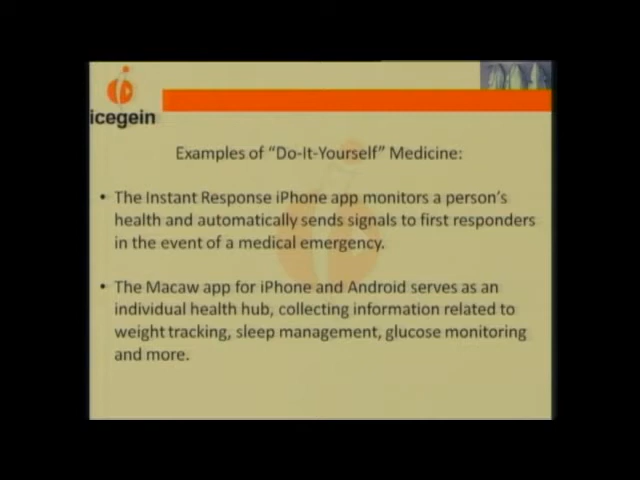 icegein
Examples of “Do-It-Yourself” Medicine:
• The Instant Response iPhone app monitors a person’s
health and automatically sends signals to first responders
in the event of a medical emergency.
• The Macaw app for iPhone and Android serves as an
individual health hub, collecting information related to
weight tracking, sleep management, glucose monitoring
and more.